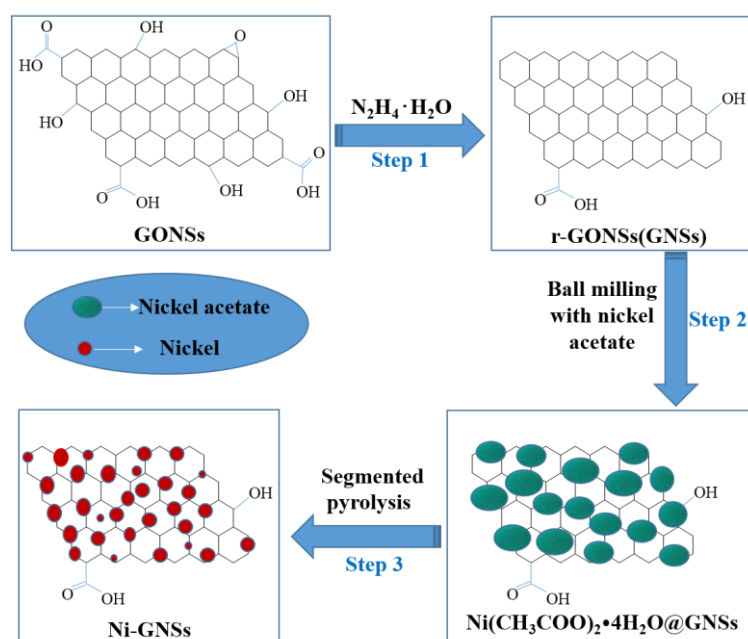 O
OH
HO
O
OH
HO
O
OH
O
OH
OH
O
OH
GONSs
N₂H₄·H₂O
Step 1
OH
O
OH
r-GONSs(GNSs)
Ball milling
with nickel
acetate
Step 2
Nickel acetate
Nickel
OH
O
OH
Ni(CH₃COO)₂•4H₂O@GNSs
Segmented
pyrolysis
Step 3
OH
O
OH
Ni-GNSs